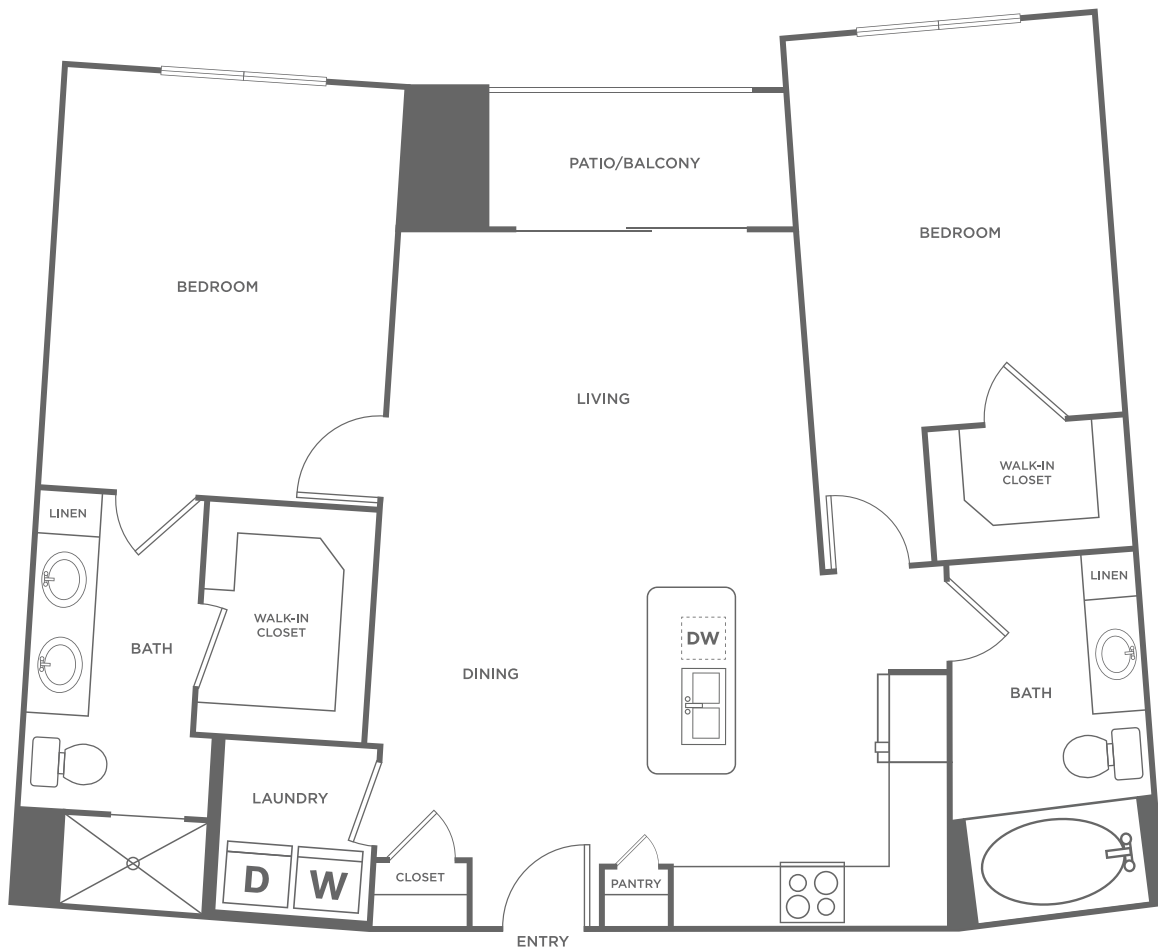 PATIO/BALCONY
BEDROOM
BEDROOM
LIVING
WALK-IN
CLOSET
LINEN
LINEN
WALK-IN
CLOSET
DW
BATH
DINING
BATH
LAUNDRY
D
W
CLOSET
PANTRY
ENTRY